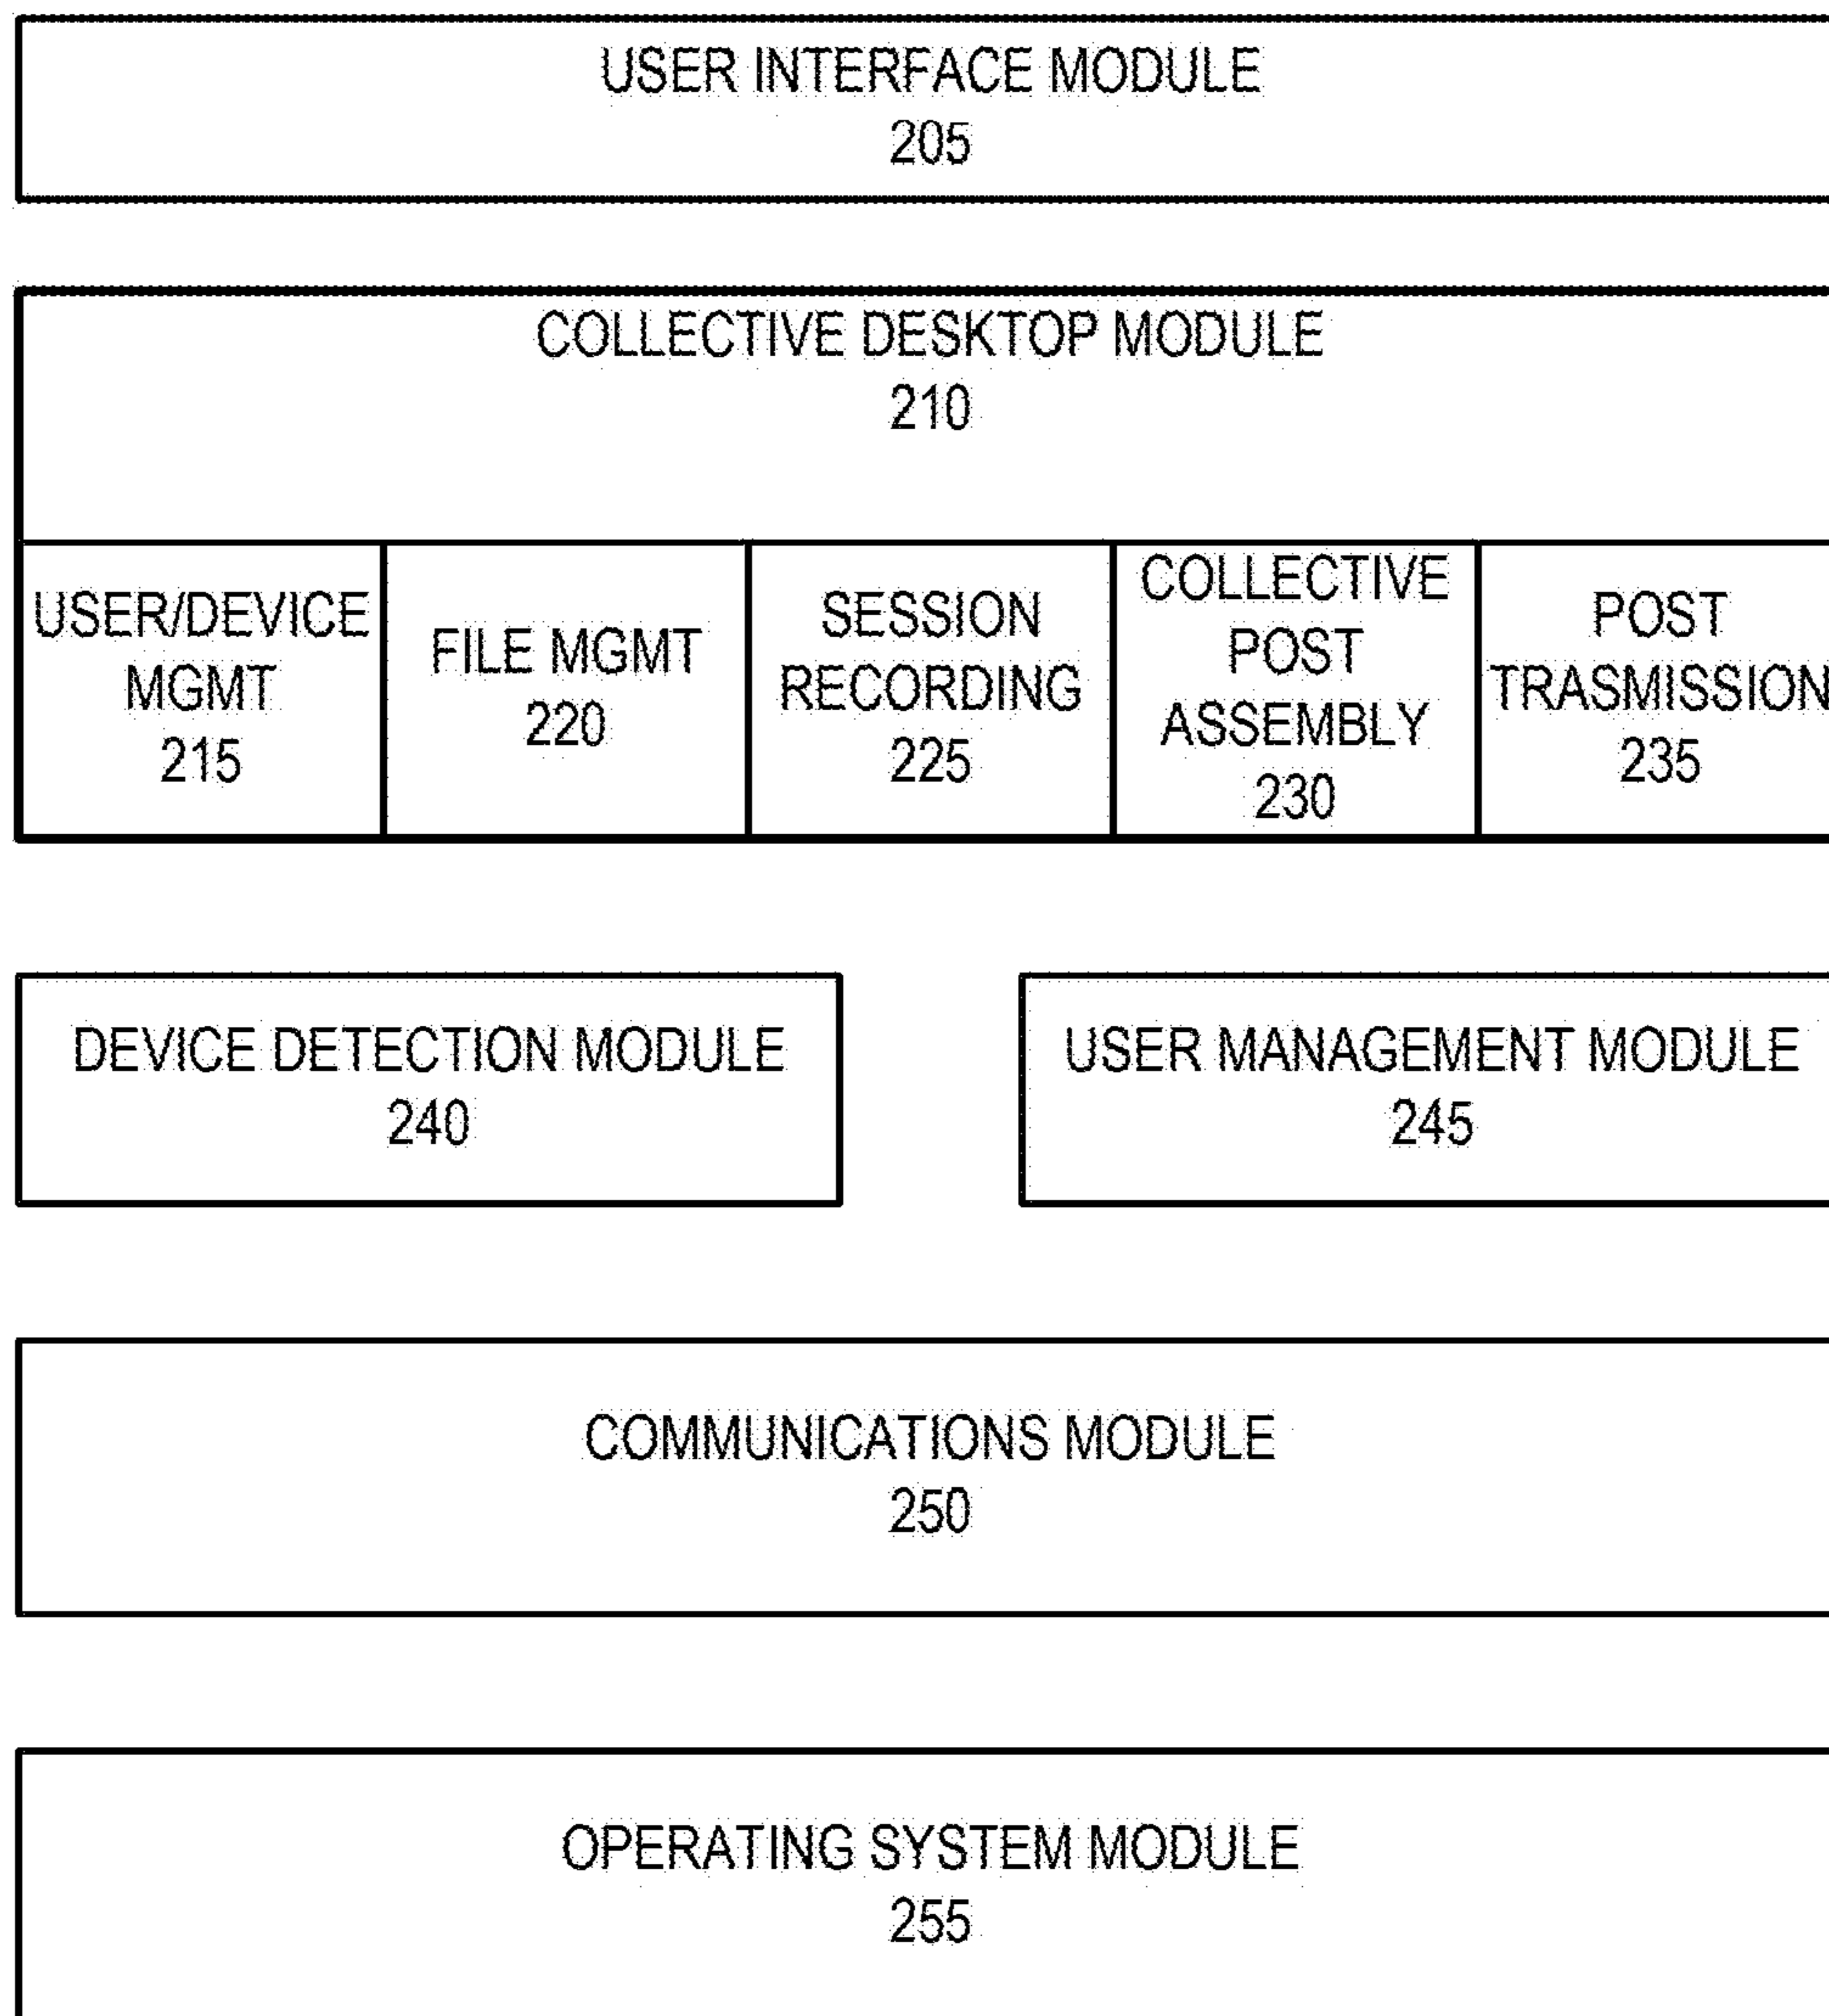 USER INTERFACE MODULE
205
COLLECTIVE DESKTOP MODULE
210
USER/DEVICE
MGMT
215
FILE MGMT
220
SESSION
RECORDING
225
COLLECTIVE
POST
ASSEMBLY
230
POST
TRASMISSION
235
DEVICE DETECTION MODULE
240
USER MANAGEMENT MODULE
245
COMMUNICATIONS MODULE
250
OPERATING SYSTEM MODULE
255